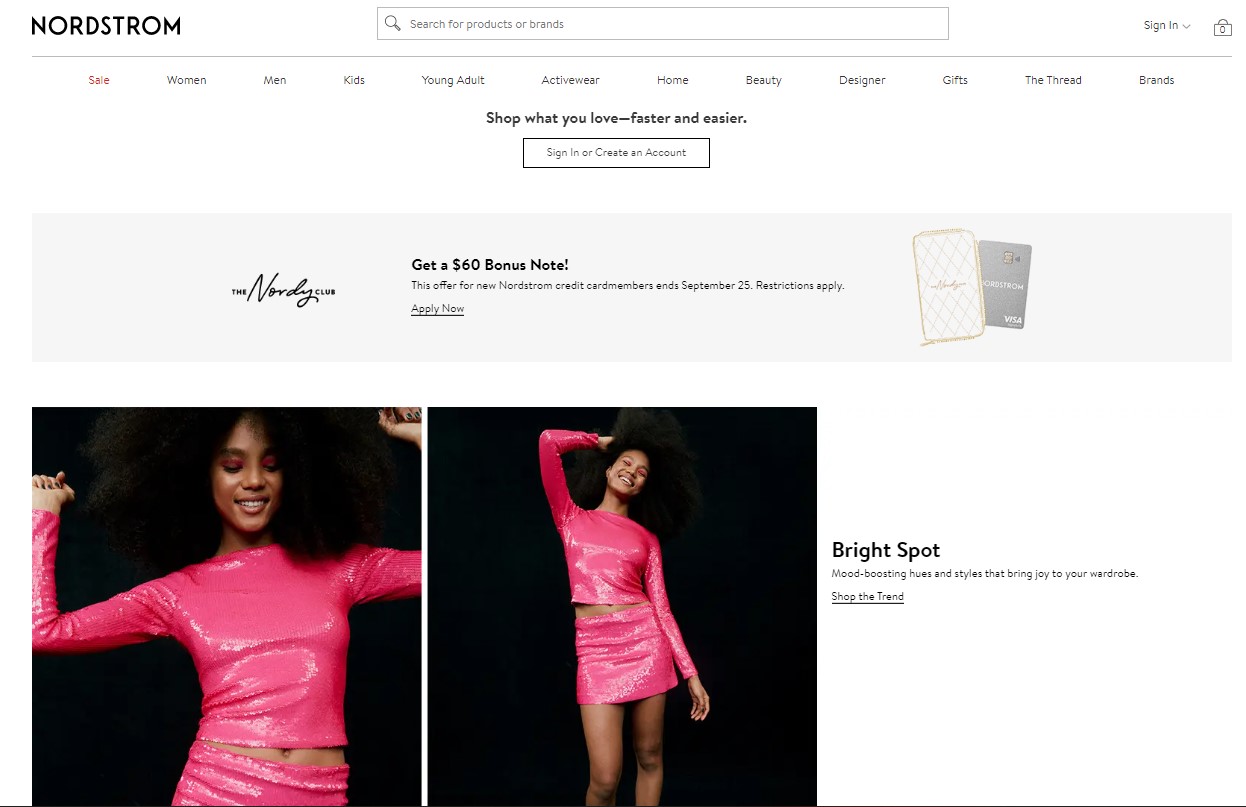 NORDSTROM
Search for products or brands
Sign In
0
Sale Women Men Kids Young Adult Activewear Home Beauty Designer Gifts The Thread Brands
Shop what you love—faster and easier.
Sign In or Create an Account
THE Nordy CLUB
Get a $60 Bonus Note!
This offer for new Nordstrom credit cardmembers ends September 25. Restrictions apply.
Apply Now
NORDSTROM
VISA
Bright Spot
Mood-boosting hues and styles that bring joy to your wardrobe.
Shop the Trend